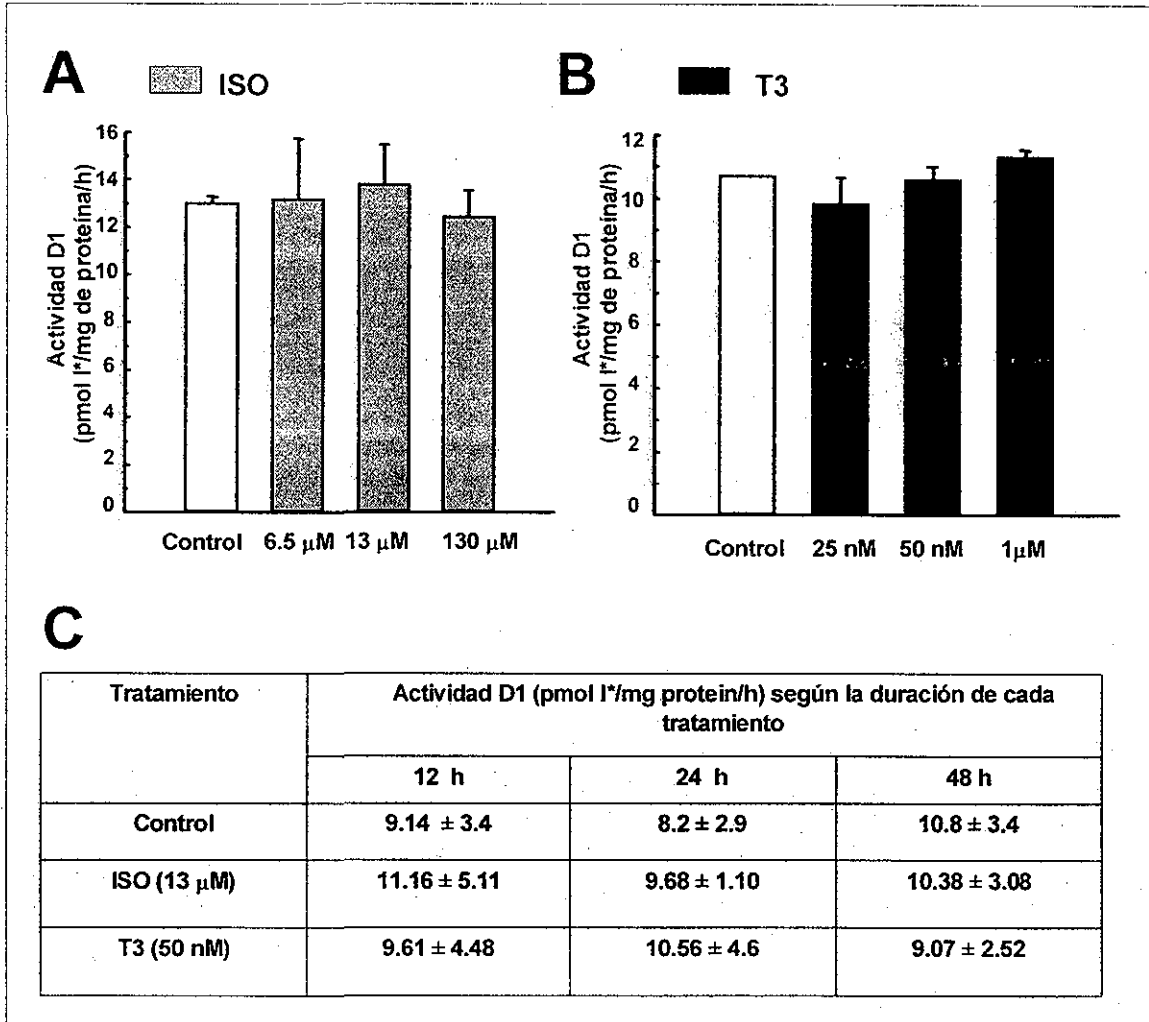 A ISO
16
14
12
10
8
6
4
2
0
Actividad D1
(pmol I*/mg de proteína/h)
Control 6.5 µM 13 µM 130 µM
B T3
12
10
8
6
4
2
0
Actividad D1
(pmol I*/mg de proteína/h)
Control 25 nM 50 nM 1µM
C
Tratamiento
Actividad D1 (pmol I*/mg protein/h) según la duración de cada
tratamiento
12 h 24 h 48 h
Control 9.14 ± 3.4 8.2 ± 2.9 10.8 ± 3.4
ISO (13 µM) 11.16 ± 5.11 9.68 ± 1.10 10.38 ± 3.08
T3 (50 nM) 9.61 ± 4.48 10.56 ± 4.6 9.07 ± 2.52